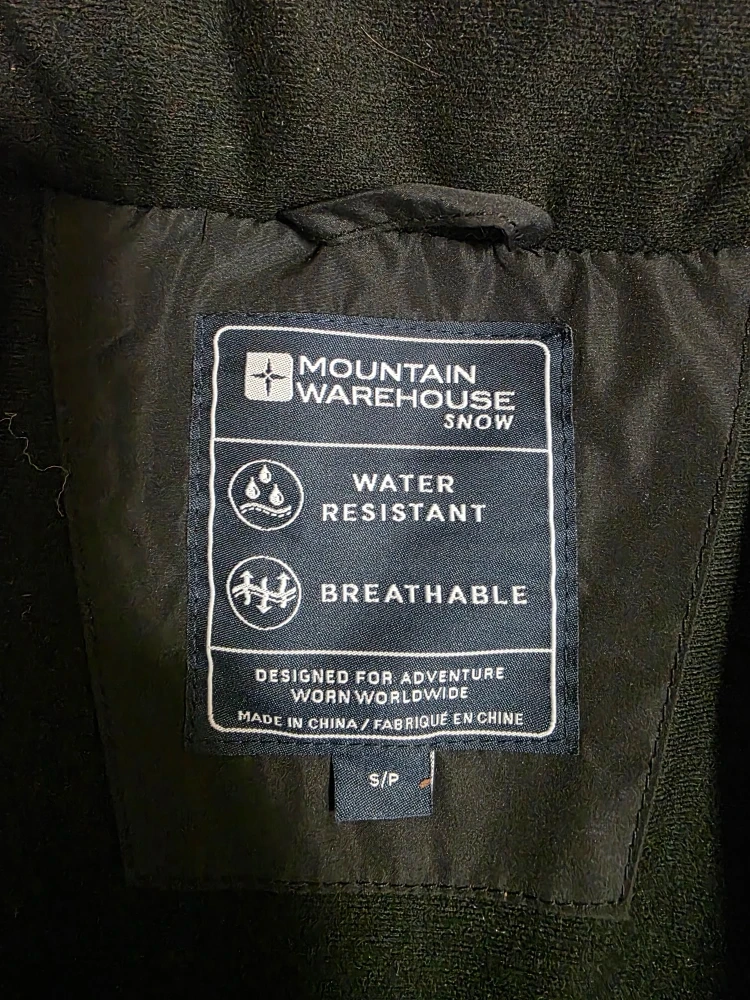 MOUNTAIN
WAREHOUSE
SNOW
WATER
RESISTANT
BREATHABLE
DESIGNED FOR ADVENTURE
WORN WORLDWIDE
MADE IN CHINA / FABRIQUÉ EN CHINE
S/P